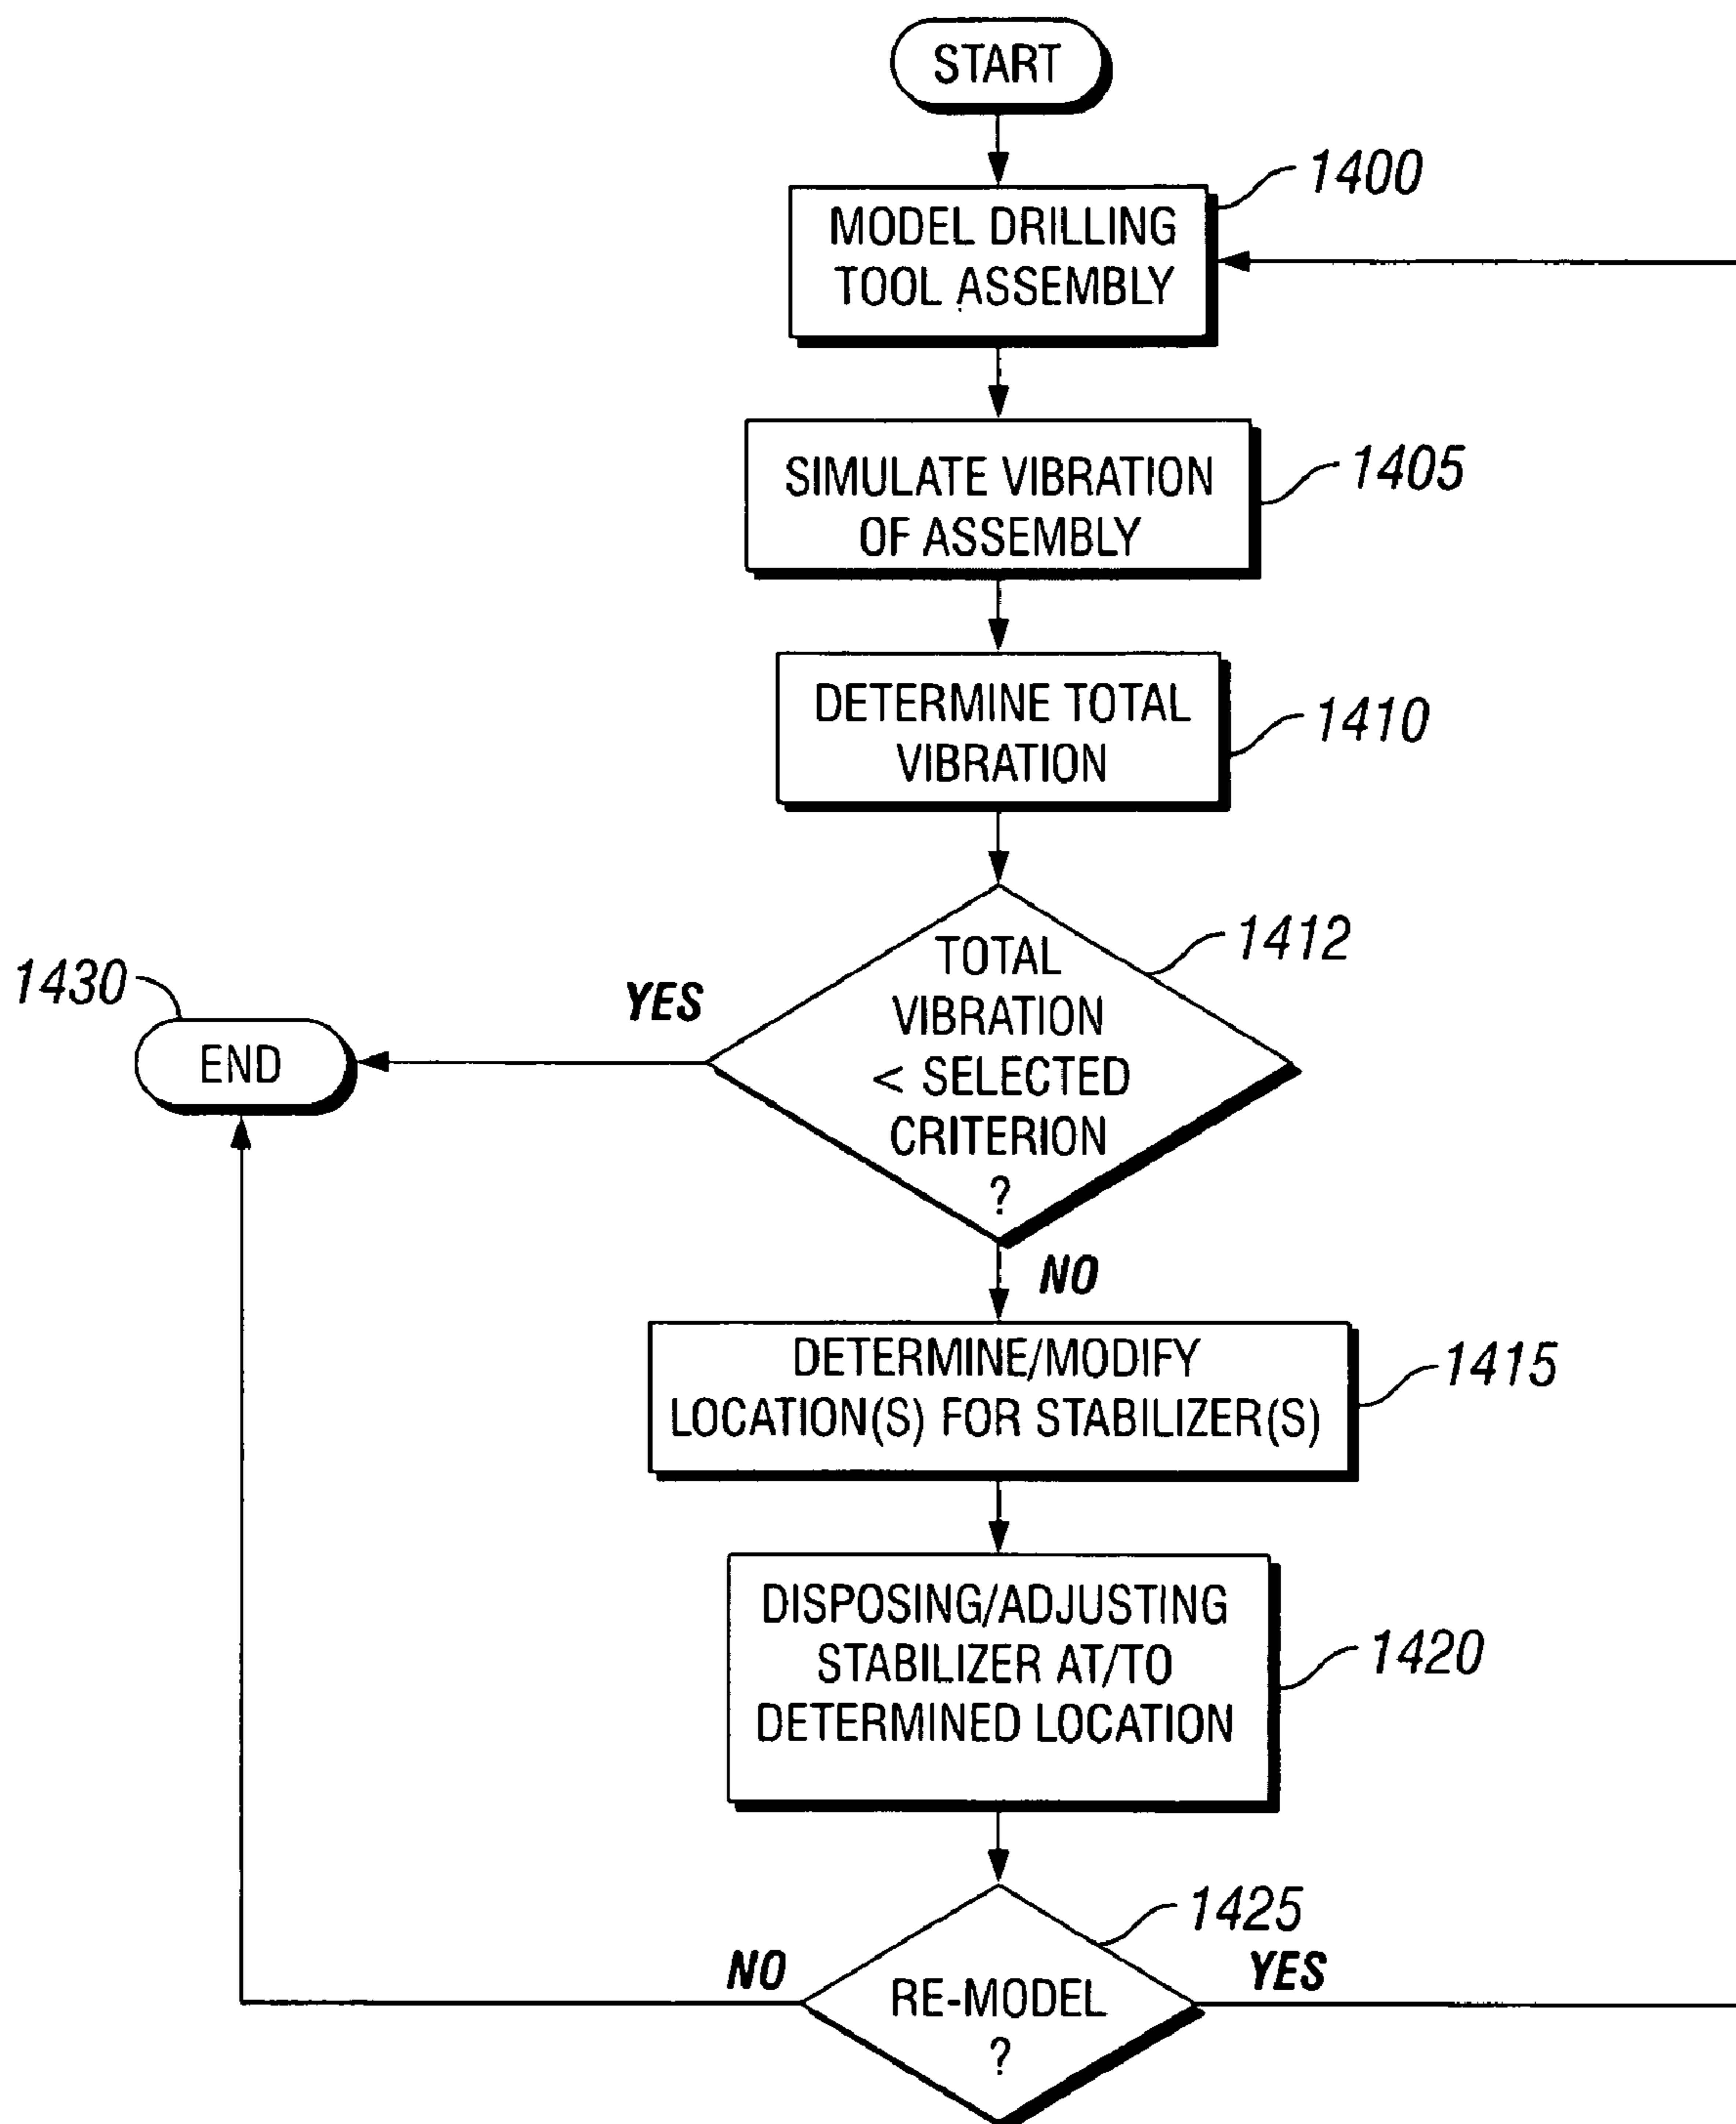 START
1400
MODEL DRILLING
TOOL ASSEMBLY
1405
SIMULATE VIBRATION
OF ASSEMBLY
1410
DETERMINE TOTAL
VIBRATION
1412
TOTAL
VIBRATION
< SELECTED
CRITERION
?
YES
1430
END
NO
1415
DETERMINE/MODIFY
LOCATION(S) FOR STABILIZER(S)
1420
DISPOSING/ADJUSTING
STABILIZER AT/TO
DETERMINED LOCATION
1425
NO
YES
RE-MODEL
?